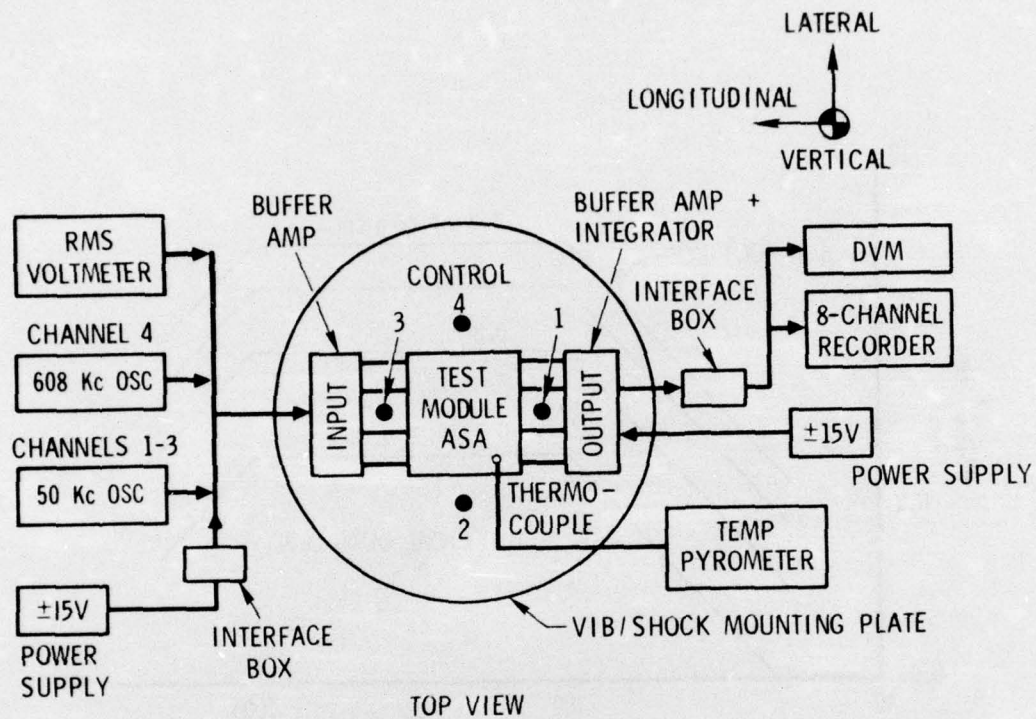 LATERAL
LONGITUDINAL
VERTICAL
BUFFER
AMP
BUFFER AMP +
INTEGRATOR
RMS
VOLTMETER
CONTROL
4
INTERFACE
BOX
DVM
8-CHANNEL
RECORDER
CHANNEL 4
608 Kc OSC
3
1
INPUT
TEST
MODULE
ASA
OUTPUT
CHANNELS 1-3
50 Kc OSC
±15V
POWER SUPPLY
THERMO-
COUPLE
2
TEMP
PYROMETER
±15V
POWER
SUPPLY
INTERFACE
BOX
VIB/SHOCK MOUNTING PLATE
TOP VIEW